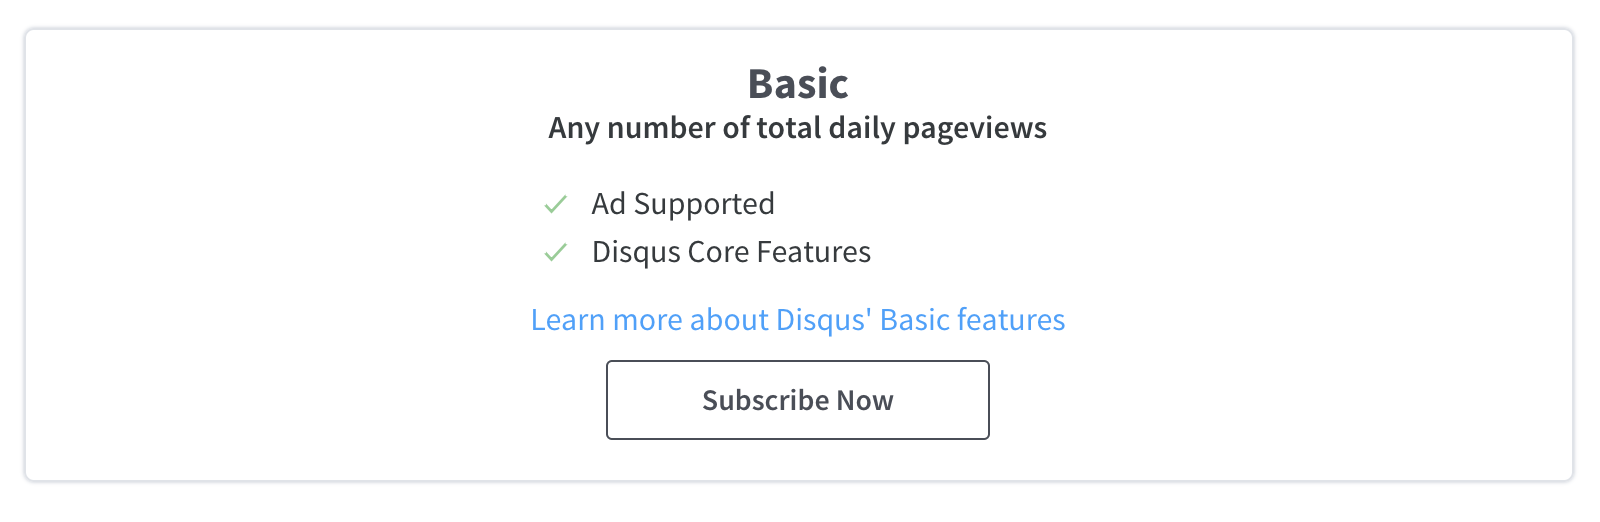 Basic
Any number of total daily pageviews
Ad Supported
Disqus Core Features
Learn more about Disqus' Basic features
Subscribe Now